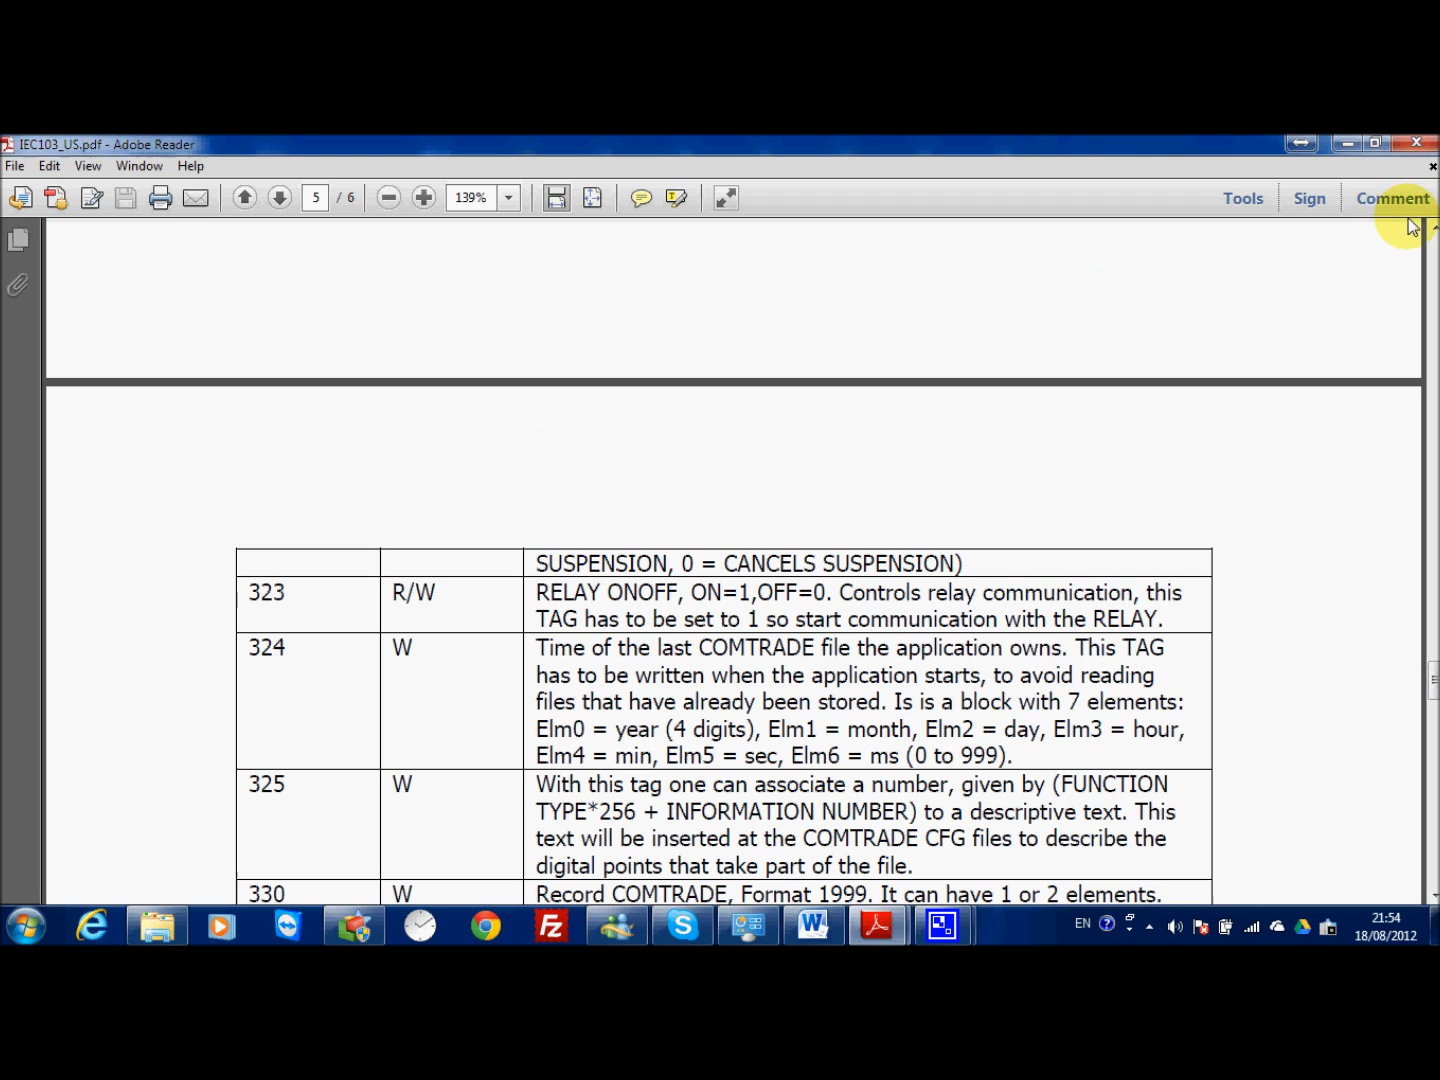 IEC103_US.pdf - Adobe Reader
File Edit View Window Help
5 / 6 139% Tools Sign Comment
SUSPENSION, 0 = CANCELS SUSPENSION)
323 R/W RELAY ONOFF, ON=1,OFF=0. Controls relay communication, this
TAG has to be set to 1 so start communication with the RELAY.
324 W Time of the last COMTRADE file the application owns. This TAG
has to be written when the application starts, to avoid reading
files that have already been stored. Is is a block with 7 elements:
Elm0 = year (4 digits), Elm1 = month, Elm2 = day, Elm3 = hour,
Elm4 = min, Elm5 = sec, Elm6 = ms (0 to 999).
325 W With this tag one can associate a number, given by (FUNCTION
TYPE*256 + INFORMATION NUMBER) to a descriptive text. This
text will be inserted at the COMTRADE CFG files to describe the
digital points that take part of the file.
330 W Record COMTRADE, Format 1999. It can have 1 or 2 elements.
EN 21:54
18/08/2012